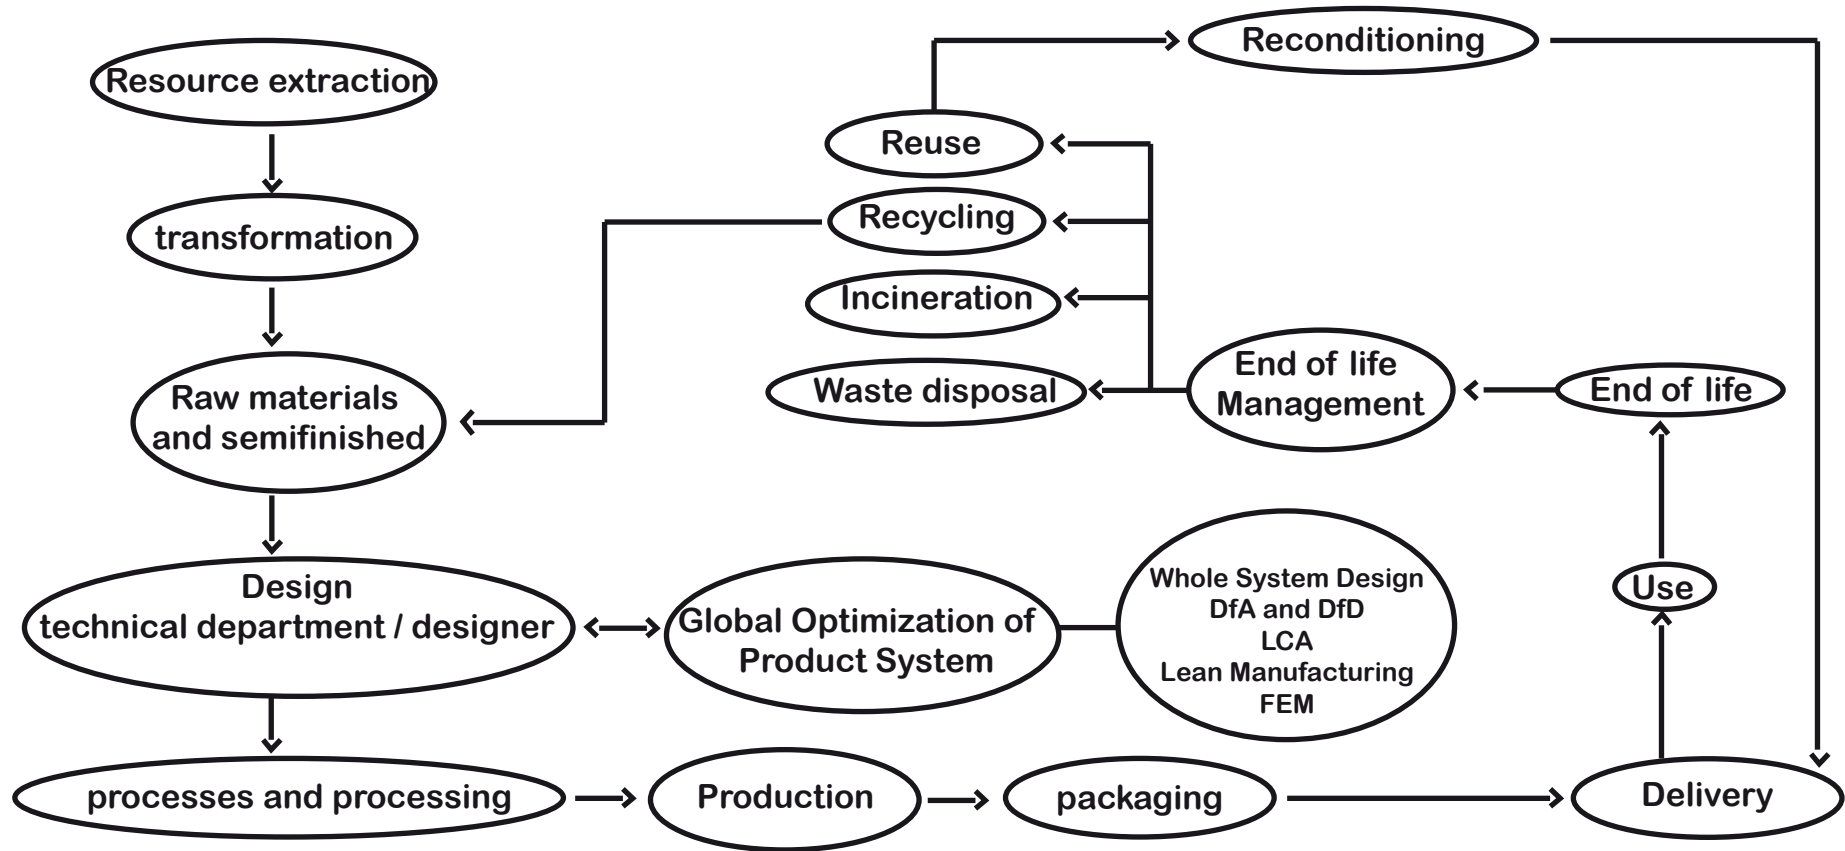 Reconditioning
Resource extraction
Reuse
Recycling
transformation
Incineration
End of life
Management
Waste disposal
End of life
Raw materials
and semifinished
Design
technical department / designer
Global Optimization of
Product System
Whole System Design
DfA and DfD
LCA
Lean Manufacturing
FEM
Use
processes and processing
Production
packaging
Delivery